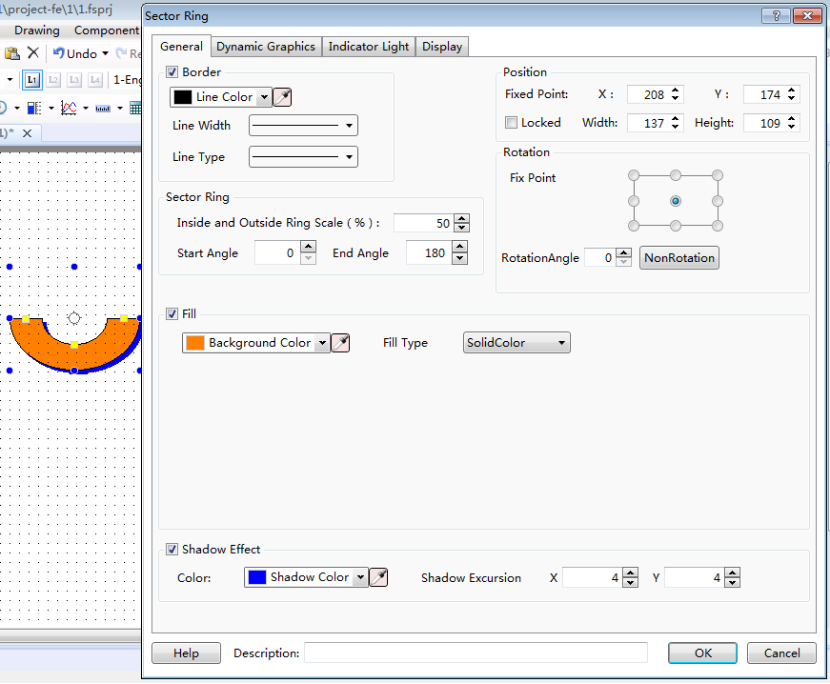 \project-fe\1\1.fsprj
Drawing Component
Undo Re
L1 L2 L3 L4 1-Eng
1)*
Sector Ring
General Dynamic Graphics Indicator Light Display
Border
Line Color
Line Width
Line Type
Position
Fixed Point: X : 208 Y : 174
Locked Width: 137 Height: 109
Rotation
Fix Point
RotationAngle 0 NonRotation
Sector Ring
Inside and Outside Ring Scale ( % ) : 50
Start Angle 0 End Angle 180
Fill
Background Color Fill Type SolidColor
Shadow Effect
Color: Shadow Color Shadow Excursion X 4 Y 4
Help Description: OK Cancel